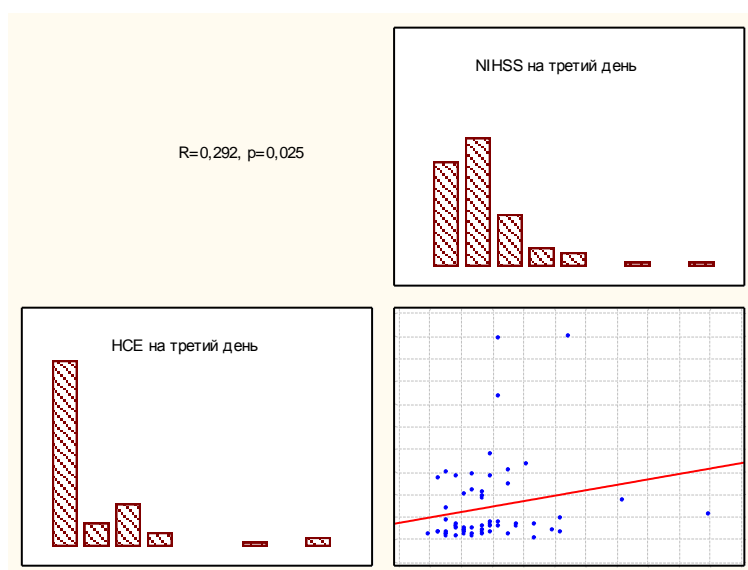 NIHSS на третий день
R=0,292, p=0,025
НСЕ на третий день